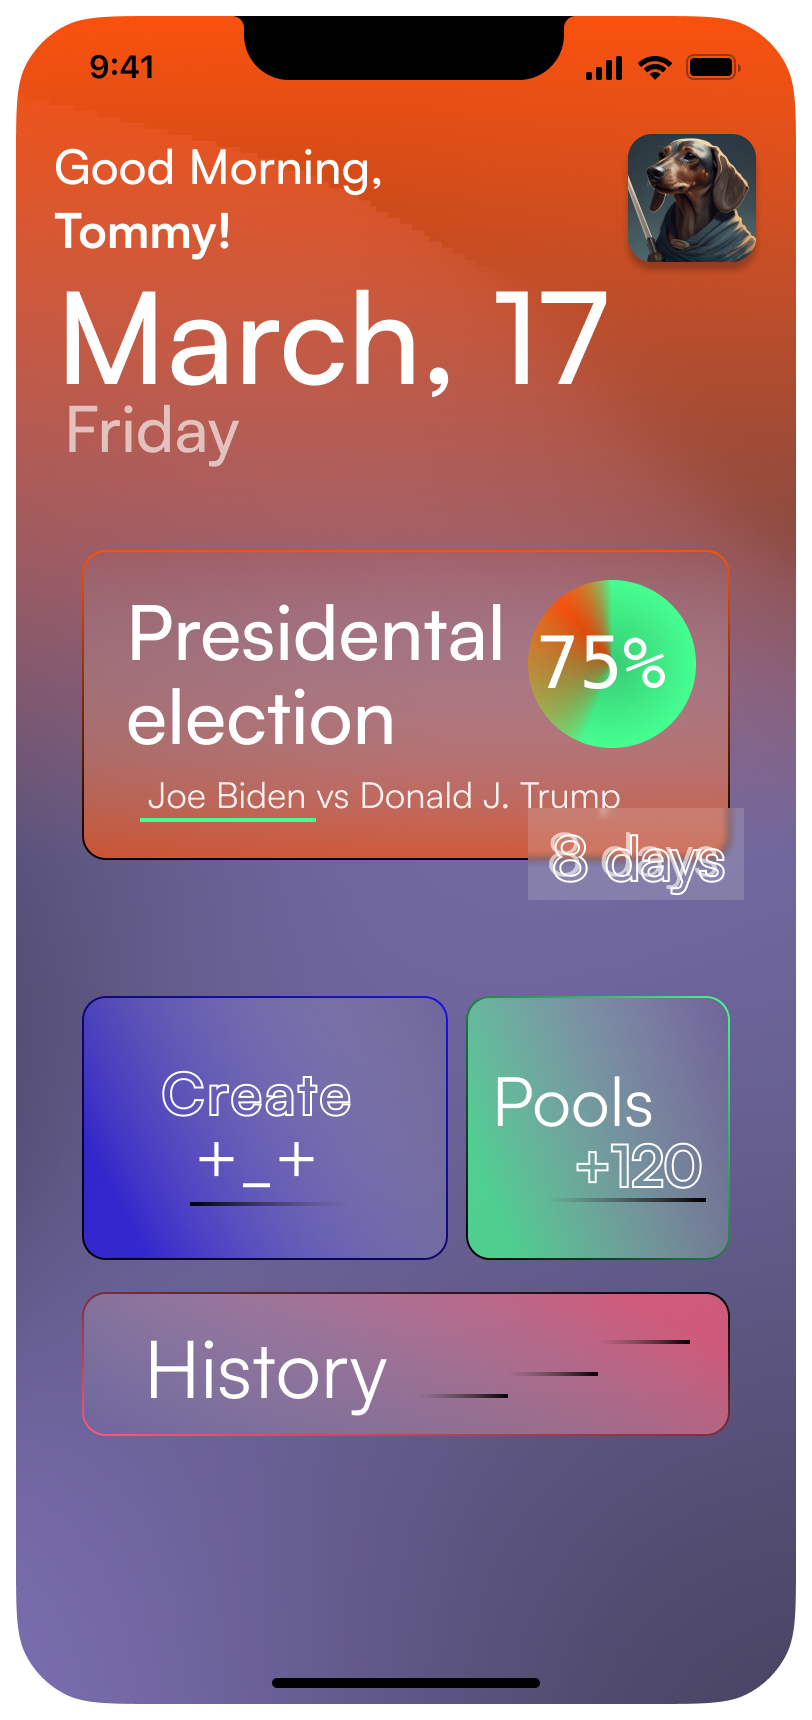 9:41
Good Morning,
Tommy!
March, 17
Friday
Presidental
election
75%
Joe Biden vs Donald J. Trump
8 days
Create
+_+
Pools
+120
History